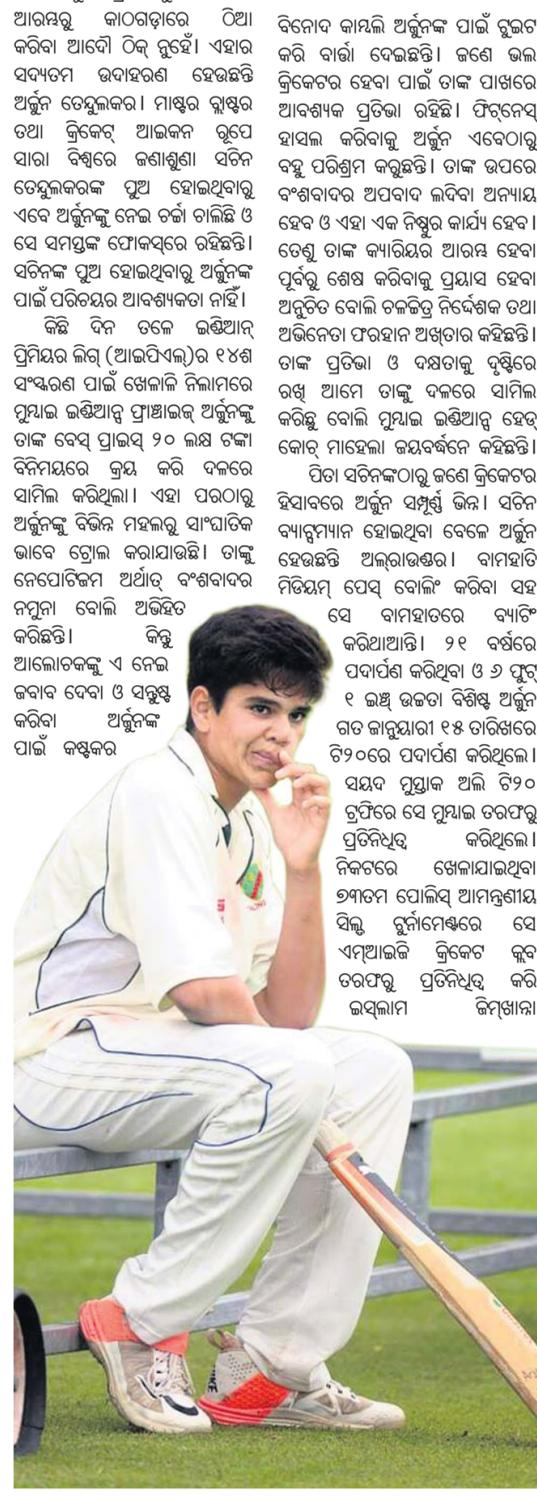 ଆରମ୍ଭରୁ କାଠଗଡ଼ାରେ ଠିଆ
କରିବା ଆଦୌ ଠିକ୍ ନୁହେଁ। ଏହାର
ସଦ୍ୟତମ ଉଦାହରଣ ହେଉଛନ୍ତି
ଅର୍ଜୁନ ତେନ୍ଦୁଲକର। ମାଷ୍ଟର ବ୍ଲାଷ୍ଟର
ତଥା କ୍ରିକେଟ୍ ଆଇକନ ରୂପେ
ସାରା ବିଶ୍ୱରେ ଜଣାଶୁଣା ସଚିନ
ତେନ୍ଦୁଲକରଙ୍କ ପୁଅ ହୋଇଥିବାରୁ
ଏବେ ଅର୍ଜୁନଙ୍କୁ ନେଇ ଚର୍ଚ୍ଚା ଚାଲିଛି ଓ
ସେ ସମସ୍ତଙ୍କ ଫୋକସ୍‌ରେ ରହିଛନ୍ତି।
ସଚିନଙ୍କ ପୁଅ ହୋଇଥିବାରୁ ଅର୍ଜୁନଙ୍କ
ପାଇଁ ପରିଚୟର ଆବଶ୍ୟକତା ନାହିଁ।
କିଛି ଦିନ ତଳେ ଇଣ୍ଡିଆନ୍
ପ୍ରିମିୟର ଲିଗ୍ (ଆଇପିଏଲ୍)ର ୧୪ଶ
ସଂସ୍କରଣ ପାଇଁ ଖେଳାଳି ନିଲାମରେ
ମୁମ୍ବାଇ ଇଣ୍ଡିଆନ୍ସ ଫ୍ରାଞ୍ଚାଇଜ୍ ଅର୍ଜୁନଙ୍କୁ
ତାଙ୍କ ବେସ୍ ପ୍ରାଇସ୍ ୨୦ ଲକ୍ଷ ଟଙ୍କା
ବିନିମୟରେ କ୍ରୟ କରି ଦଳରେ
ସାମିଲ କରିଥିଲା। ଏହା ପରଠାରୁ
ଅର୍ଜୁନଙ୍କୁ ବିଭିନ୍ନ ମହଲରୁ ସାଂଘାତିକ
ଭାବେ ଟ୍ରୋଲ କରାଯାଉଛି। ତାଙ୍କୁ
ନେପୋଟିଜମ ଅର୍ଥାତ୍ ବଂଶବାଦର
ନମୁନା ବୋଲି ଅଭିହିତ
କରିଛନ୍ତି। କିନ୍ତୁ
ଆଲୋଚକଙ୍କୁ ଏ ନେଇ
ଜବାବ ଦେବା ଓ ସନ୍ତୁଷ୍ଟ
କରିବା ଅର୍ଜୁନଙ୍କ
ପାଇଁ କଷ୍ଟକର
ବିନୋଦ କାମ୍ବଲି ଅର୍ଜୁନଙ୍କ ପାଇଁ ଟୁଇଟ
କରି ବାର୍ତ୍ତା ଦେଇଛନ୍ତି। ଜଣେ ଭଲ
କ୍ରିକେଟର ହେବା ପାଇଁ ତାଙ୍କ ପାଖରେ
ଆବଶ୍ୟକ ପ୍ରତିଭା ରହିଛି। ଫିଟ୍‌ନେସ୍
ହାସଲ କରିବାକୁ ଅର୍ଜୁନ ଏବେଠାରୁ
ବହୁ ପରିଶ୍ରମ କରୁଛନ୍ତି। ତାଙ୍କ ଉପରେ
ବଂଶବାଦର ଅପବାଦ ଲଦିବା ଅନ୍ୟାୟ
ହେବ ଓ ଏହା ଏକ ନିଷ୍ଠୁର କାର୍ଯ୍ୟ ହେବ।
ତେଣୁ ତାଙ୍କ କ୍ୟାରିୟର ଆରମ୍ଭ ହେବା
ପୂର୍ବରୁ ଶେଷ କରିବାକୁ ପ୍ରୟାସ ହେବା
ଅନୁଚିତ ବୋଲି ଚଳଚ୍ଚିତ୍ର ନିର୍ଦ୍ଦେଶକ ତଥା
ଅଭିନେତା ଫରହାନ ଅଖ୍ତାର କହିଛନ୍ତି।
ତାଙ୍କ ପ୍ରତିଭା ଓ ଦକ୍ଷତାକୁ ଦୃଷ୍ଟିରେ
ରଖି ଆମେ ତାଙ୍କୁ ଦଳରେ ସାମିଲ
କରିଛୁ ବୋଲି ମୁମ୍ବାଇ ଇଣ୍ଡିଆନ୍ସ ହେଡ୍
କୋଚ୍ ମାହେଲା ଜୟବର୍ଦ୍ଧନେ କହିଛନ୍ତି।
ପିତା ସଚିନଙ୍କଠାରୁ ଜଣେ କ୍ରିକେଟର
ହିସାବରେ ଅର୍ଜୁନ ସମ୍ପୂର୍ଣ୍ଣ ଭିନ୍ନ। ସଚିନ
ବ୍ୟାଟ୍ସମ୍ୟାନ ହୋଇଥିବା ବେଳେ ଅର୍ଜୁନ
ହେଉଛନ୍ତି ଅଲ୍‌ରାଉଣ୍ଡର। ବାମହାତି
ମିଡିୟମ୍ ପେସ୍ ବୋଲିଂ କରିବା ସହ
ସେ ବାମହାତରେ ବ୍ୟାଟିଂ
କରିଥାଆନ୍ତି। ୨୧ ବର୍ଷରେ
ପଦାର୍ପଣ କରିଥିବା ଓ ୬ ଫୁଟ୍
୧ ଇଞ୍ଚ୍ ଉଚ୍ଚତା ବିଶିଷ୍ଟ ଅର୍ଜୁନ
ଗତ ଜାନୁୟାରୀ ୧୫ ତାରିଖରେ
ଟି୨୦ରେ ପଦାର୍ପଣ କରିଥିଲେ।
ସୟଦ ମୁସ୍ତାକ ଅଲି ଟି୨୦
ଟ୍ରଫିରେ ସେ ମୁମ୍ବାଇ ତରଫରୁ
ପ୍ରତିନିଧିତ୍ୱ କରିଥିଲେ।
ନିକଟରେ ଖେଳାଯାଇଥିବା
୭୩ତମ ପୋଲିସ୍ ଆମନ୍ତ୍ରଣୀୟ
ସିଲ୍ଡ ଟୁର୍ନାମେଣ୍ଟରେ ସେ
ଏମ୍‌ଆଇଜି କ୍ରିକେଟ କ୍ଲବ
ତରଫରୁ ପ୍ରତିନିଧିତ୍ୱ କରି
ଇସ୍‌ଲାମ ଜିମ୍‌ଖାନା